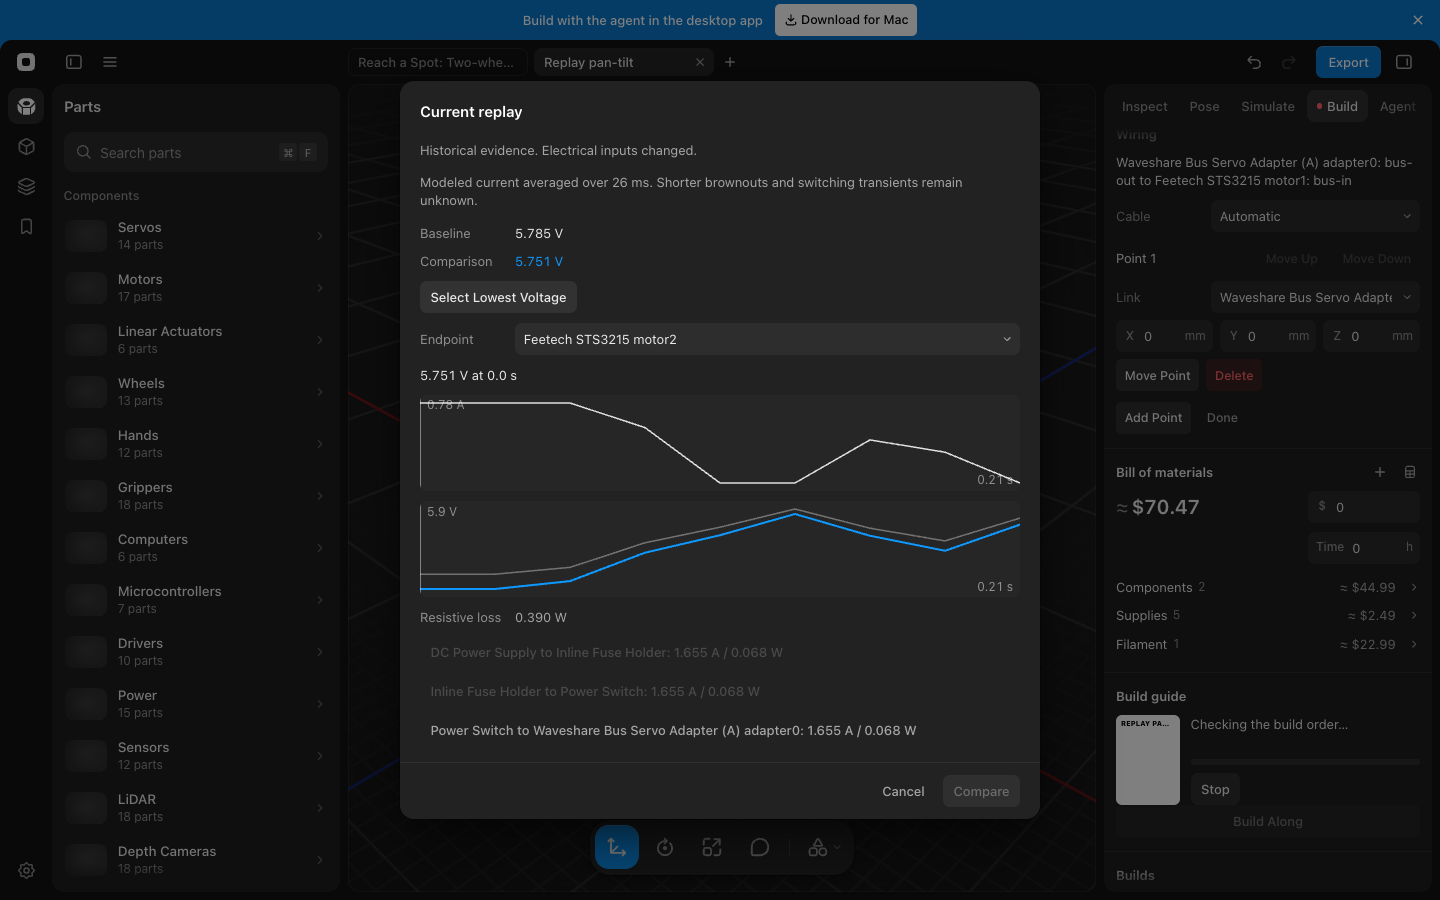 Build with the agent in the desktop app
Download for Mac
Reach a Spot: Two-whe...
Replay pan-tilt
Export
Parts
Search parts
⌘ F
Components
Servos
14 parts
Motors
17 parts
Linear Actuators
6 parts
Wheels
13 parts
Hands
12 parts
Grippers
18 parts
Computers
6 parts
Microcontrollers
7 parts
Drivers
10 parts
Power
15 parts
Sensors
12 parts
LiDAR
18 parts
Depth Cameras
18 parts
Current replay
Historical evidence. Electrical inputs changed.
Modeled current averaged over 26 ms. Shorter brownouts and switching transients remain
unknown.
Baseline 5.785 V
Comparison 5.751 V
Select Lowest Voltage
Endpoint Feetech STS3215 motor2
5.751 V at 0.0 s
0.78 A
0.21 s
5.9 V
0.21 s
Resistive loss 0.390 W
DC Power Supply to Inline Fuse Holder: 1.655 A / 0.068 W
Inline Fuse Holder to Power Switch: 1.655 A / 0.068 W
Power Switch to Waveshare Bus Servo Adapter (A) adapter0: 1.655 A / 0.068 W
Cancel Compare
Inspect Pose Simulate Build Agent
Wiring
Waveshare Bus Servo Adapter (A) adapter0: bus-
out to Feetech STS3215 motor1: bus-in
Cable Automatic
Point 1 Move Up Move Down
Link Waveshare Bus Servo Adapte
X 0 mm Y 0 mm Z 0 mm
Move Point Delete
Add Point Done
Bill of materials
≈ $70.47
$ 0
Time 0 h
Components 2 ≈ $44.99
Supplies 5 ≈ $2.49
Filament 1 ≈ $22.99
Build guide
REPLAY PA...
Checking the build order...
Stop
Build Along
Builds